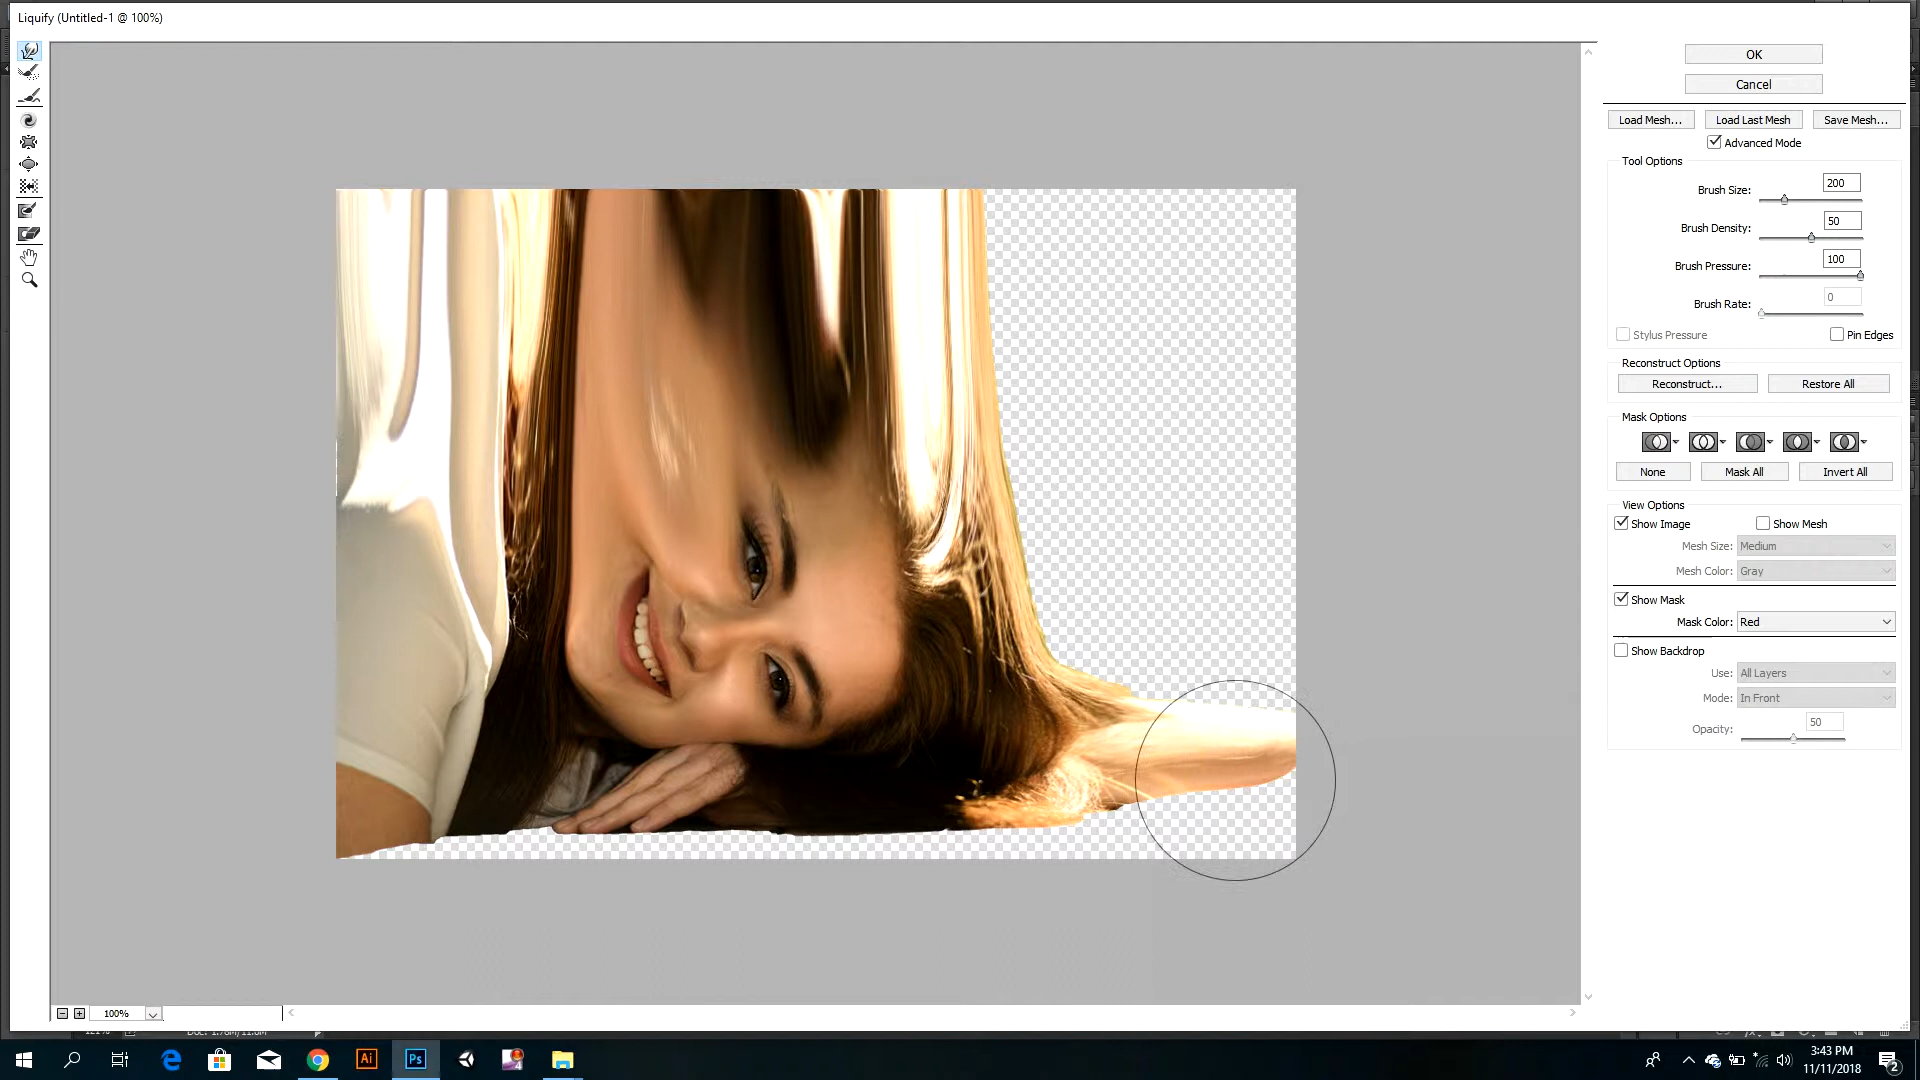 Liquify (Untitled-1 @ 100%)
OK
Cancel
Load Mesh...
Load Last Mesh
Save Mesh...
Advanced Mode
Tool Options
Brush Size:
200
Brush Density:
50
Brush Pressure:
100
Brush Rate:
0
Stylus Pressure
Pin Edges
Reconstruct Options
Reconstruct...
Restore All
Mask Options
None
Mask All
Invert All
View Options
Show Image
Show Mesh
Mesh Size:
Medium
Mesh Color:
Gray
Show Mask
Mask Color:
Red
Show Backdrop
Use:
All Layers
Mode:
In Front
Opacity:
50
100%
Ai
Ps
4
3:43 PM
11/11/2018
2